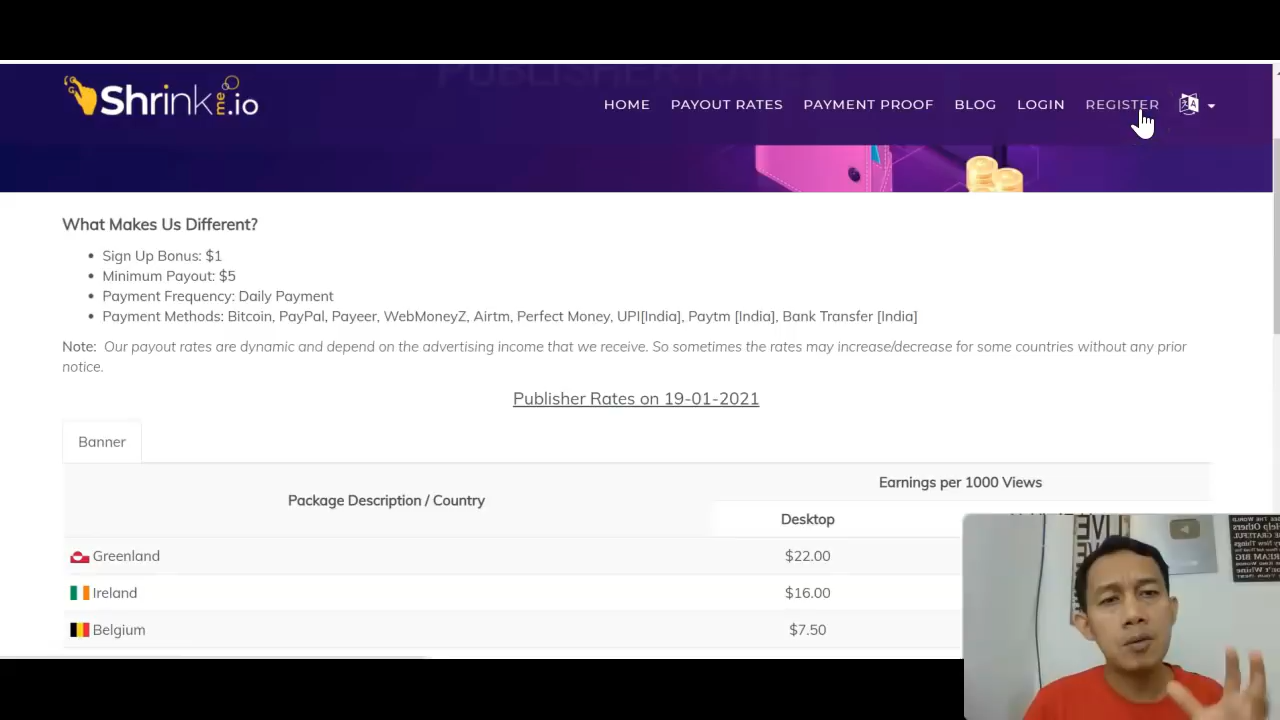 Shrinkme.io
HOME PAYOUT RATES PAYMENT PROOF BLOG LOGIN REGISTER
What Makes Us Different?
Sign Up Bonus: $1
Minimum Payout: $5
Payment Frequency: Daily Payment
Payment Methods: Bitcoin, PayPal, Payeer, WebMoneyZ, Airtm, Perfect Money, UPI[India], Paytm [India], Bank Transfer [India]
Note: Our payout rates are dynamic and depend on the advertising income that we receive. So sometimes the rates may increase/decrease for some countries without any prior
notice.
Publisher Rates on 19-01-2021
Banner
Package Description / Country
Earnings per 1000 Views
Desktop
Greenland $22.00
Ireland $16.00
Belgium $7.50